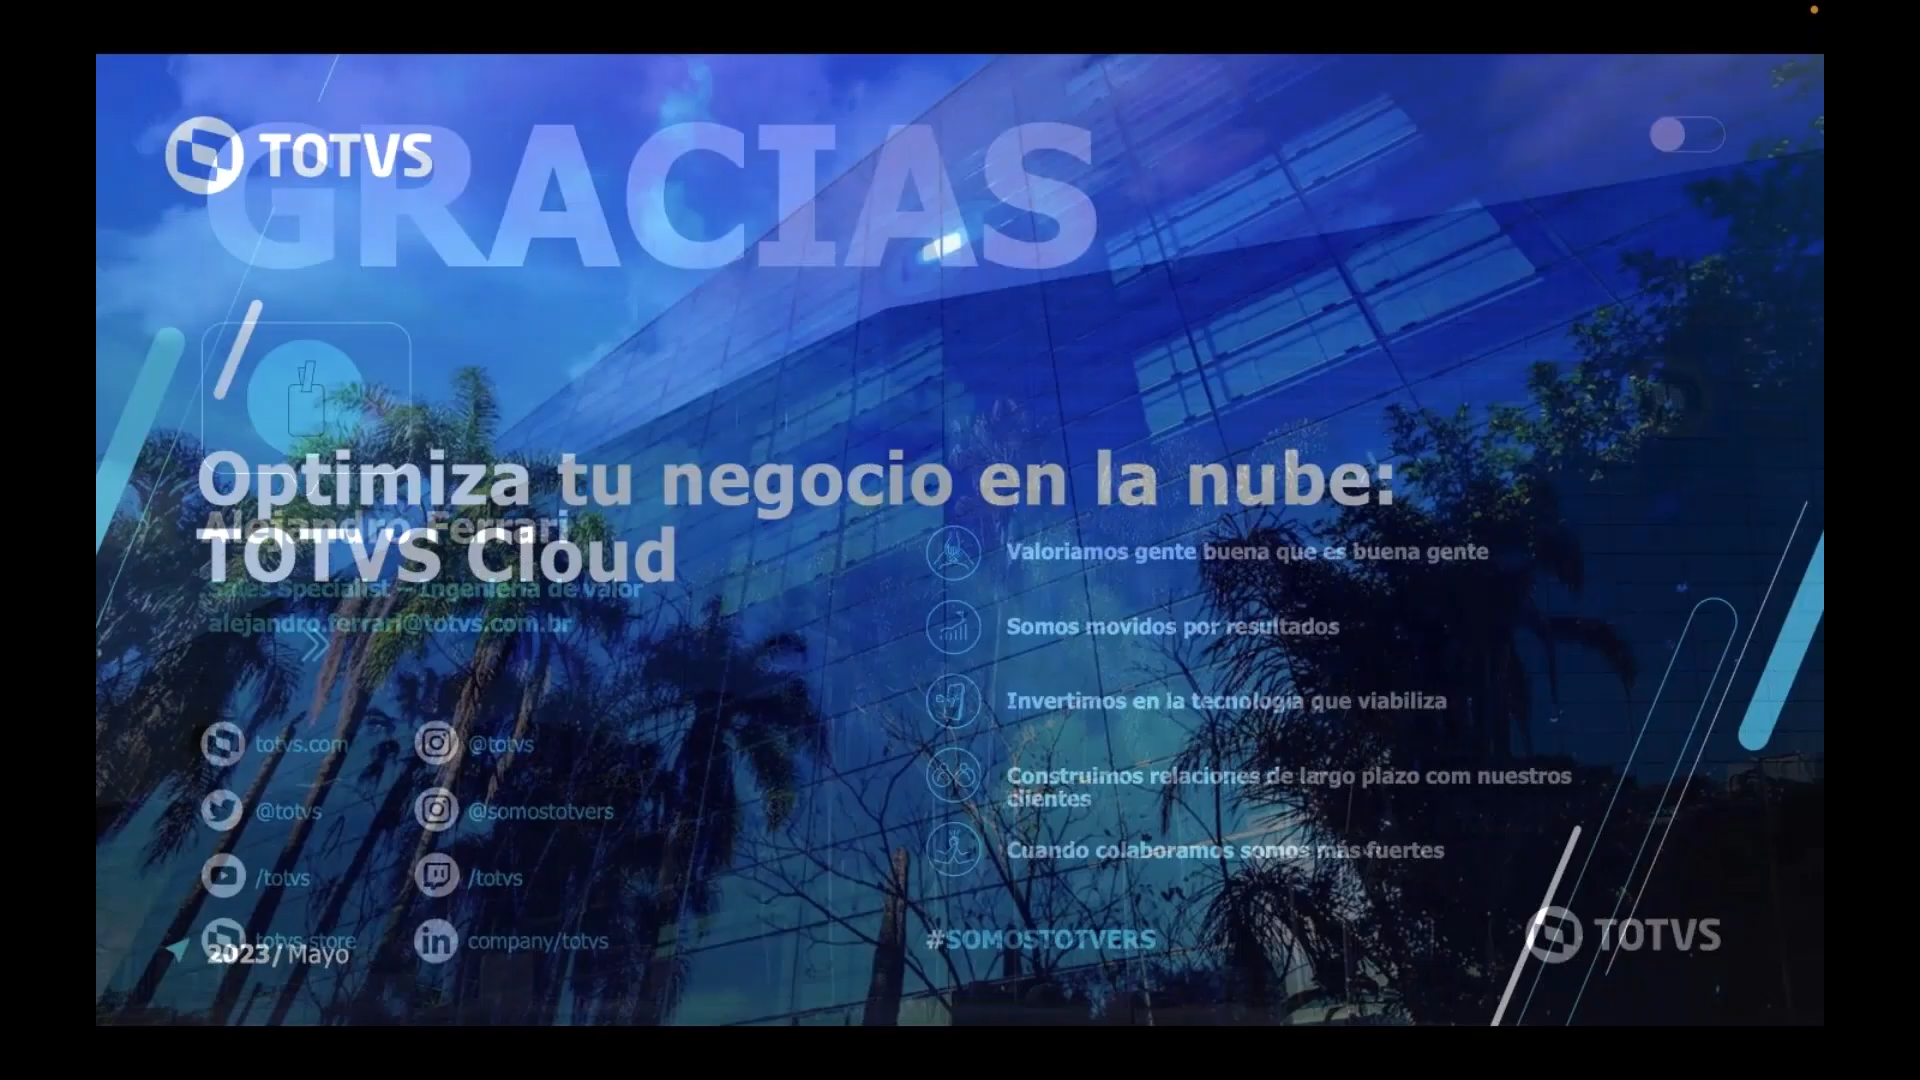 TOTVS
GRACIAS
Optimiza tu negocio en la nube:
TOTVS Cloud
Alejandro Ferrari
Sales Specialist – Ingeniería de valor
alejandro.ferrari@totvs.com.br
totvs.com
@totvs
@totvs
@somostotvers
/totvs
/totvs
totvs.store
company/totvs
2023/ Mayo
Valoriamos gente buena que es buena gente
Somos movidos por resultados
Invertimos en la tecnología que viabiliza
Construimos relaciones de largo plazo com nuestros
clientes
Cuando colaboramos somos más fuertes
#SOMOSTOTVERS
TOTVS